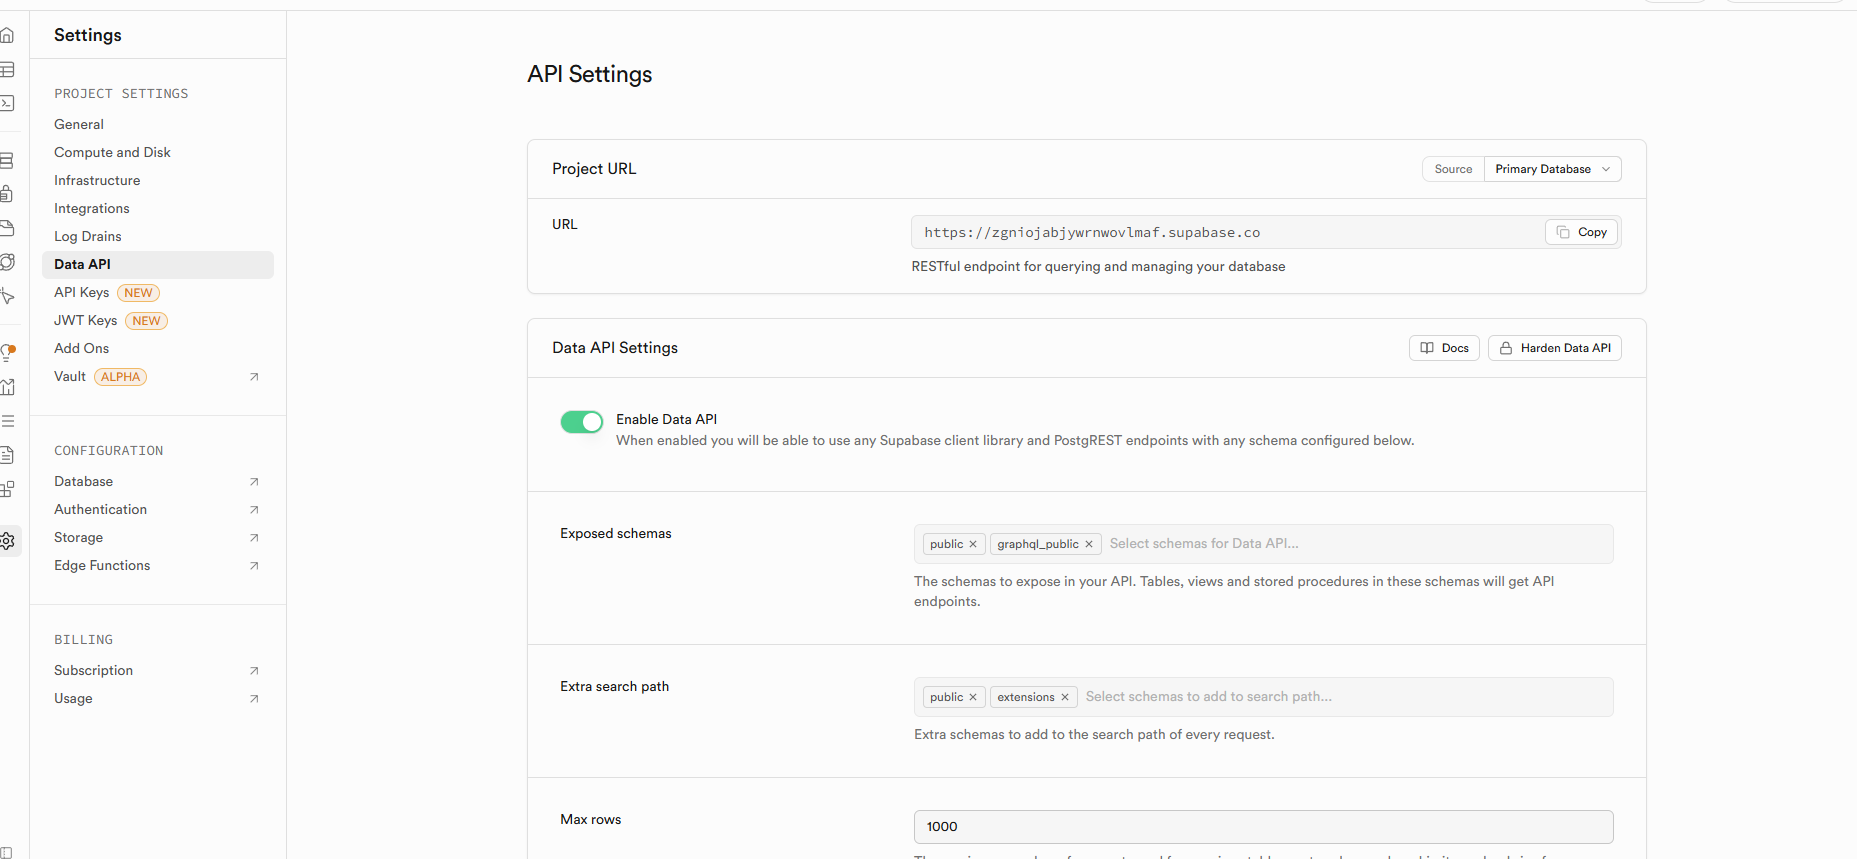 Settings
PROJECT SETTINGS
General
Compute and Disk
Infrastructure
Integrations
Log Drains
Data API
API Keys NEW
JWT Keys NEW
Add Ons
Vault ALPHA
CONFIGURATION
Database
Authentication
Storage
Edge Functions
BILLING
Subscription
Usage
API Settings
Project URL
Source Primary Database
URL
https://zgniojabjywrnwovlmaf.supabase.co
Copy
RESTful endpoint for querying and managing your database
Data API Settings
Docs
Harden Data API
Enable Data API
When enabled you will be able to use any Supabase client library and PostgREST endpoints with any schema configured below.
Exposed schemas
public graphql_public Select schemas for Data API...
The schemas to expose in your API. Tables, views and stored procedures in these schemas will get API
endpoints.
Extra search path
public extensions Select schemas to add to search path...
Extra schemas to add to the search path of every request.
Max rows
1000